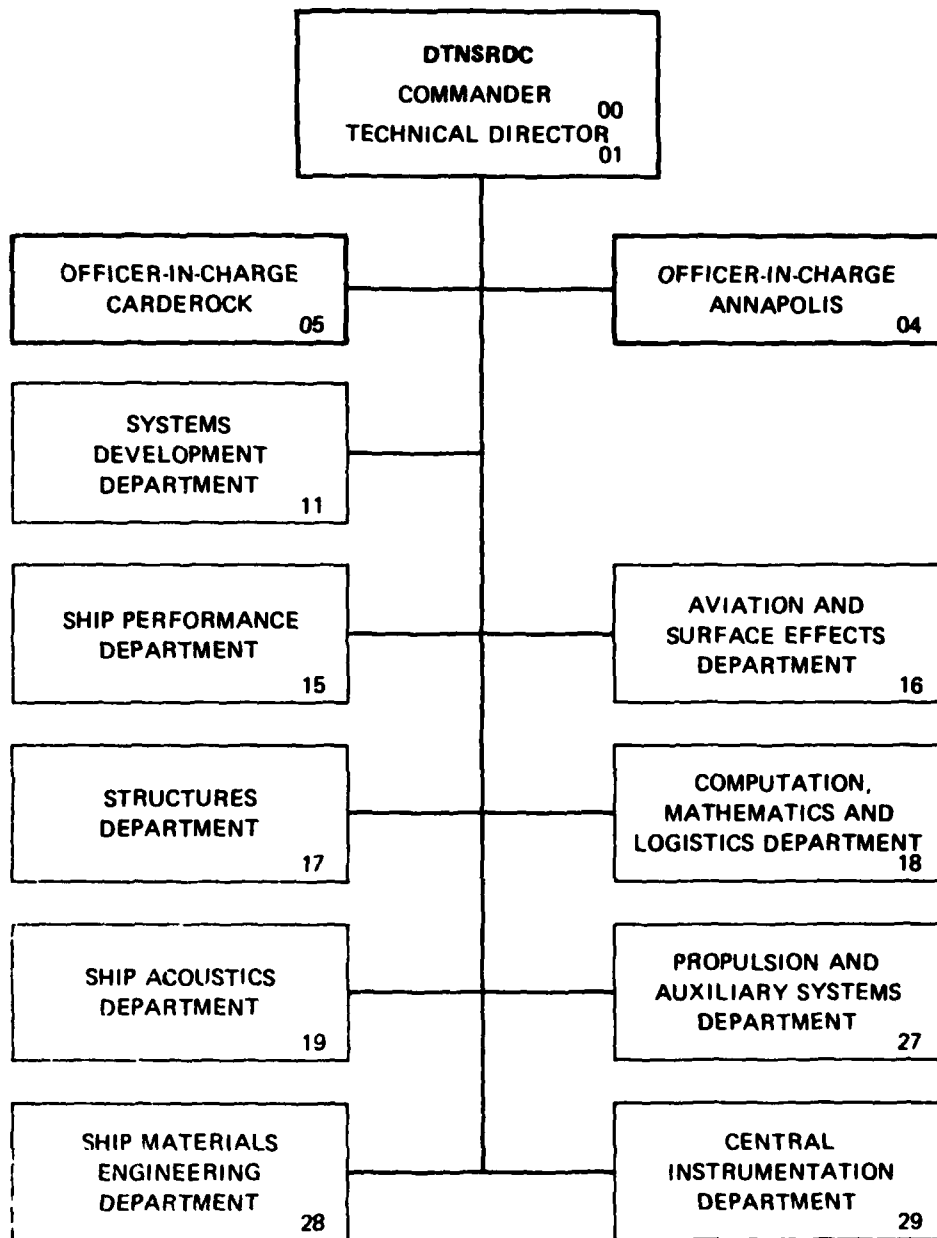 DTNSRDC
COMMANDER
00
TECHNICAL DIRECTOR
01
OFFICER-IN-CHARGE
CARDEROCK
05
OFFICER-IN-CHARGE
ANNAPOLIS
04
SYSTEMS
DEVELOPMENT
DEPARTMENT
11
SHIP PERFORMANCE
DEPARTMENT
15
AVIATION AND
SURFACE EFFECTS
DEPARTMENT
16
STRUCTURES
DEPARTMENT
17
COMPUTATION,
MATHEMATICS AND
LOGISTICS DEPARTMENT
18
SHIP ACOUSTICS
DEPARTMENT
19
PROPULSION AND
AUXILIARY SYSTEMS
DEPARTMENT
27
SHIP MATERIALS
ENGINEERING
DEPARTMENT
28
CENTRAL
INSTRUMENTATION
DEPARTMENT
29